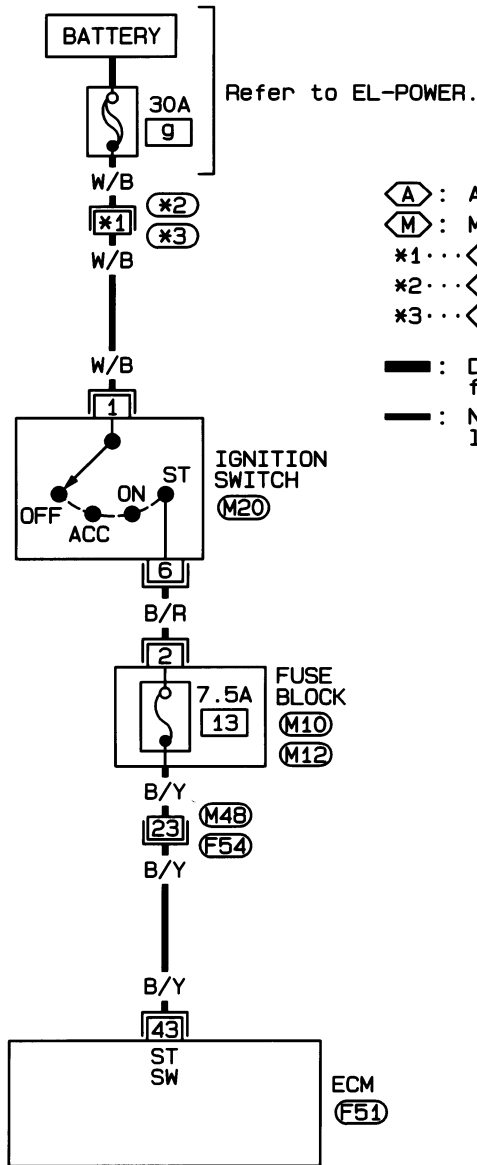 BATTERY
30A
g
Refer to EL-POWER.
W/B
*1
*2
*3
W/B
W/B
1
IGNITION
SWITCH
M20
OFF
ACC
ON
ST
6
B/R
2
7.5A
13
FUSE
BLOCK
M10
M12
B/Y
23
M48
F54
B/Y
B/Y
43
ST
SW
ECM
F51
A : A
M : M
*1···
*2···
*3···
: D
f
: N